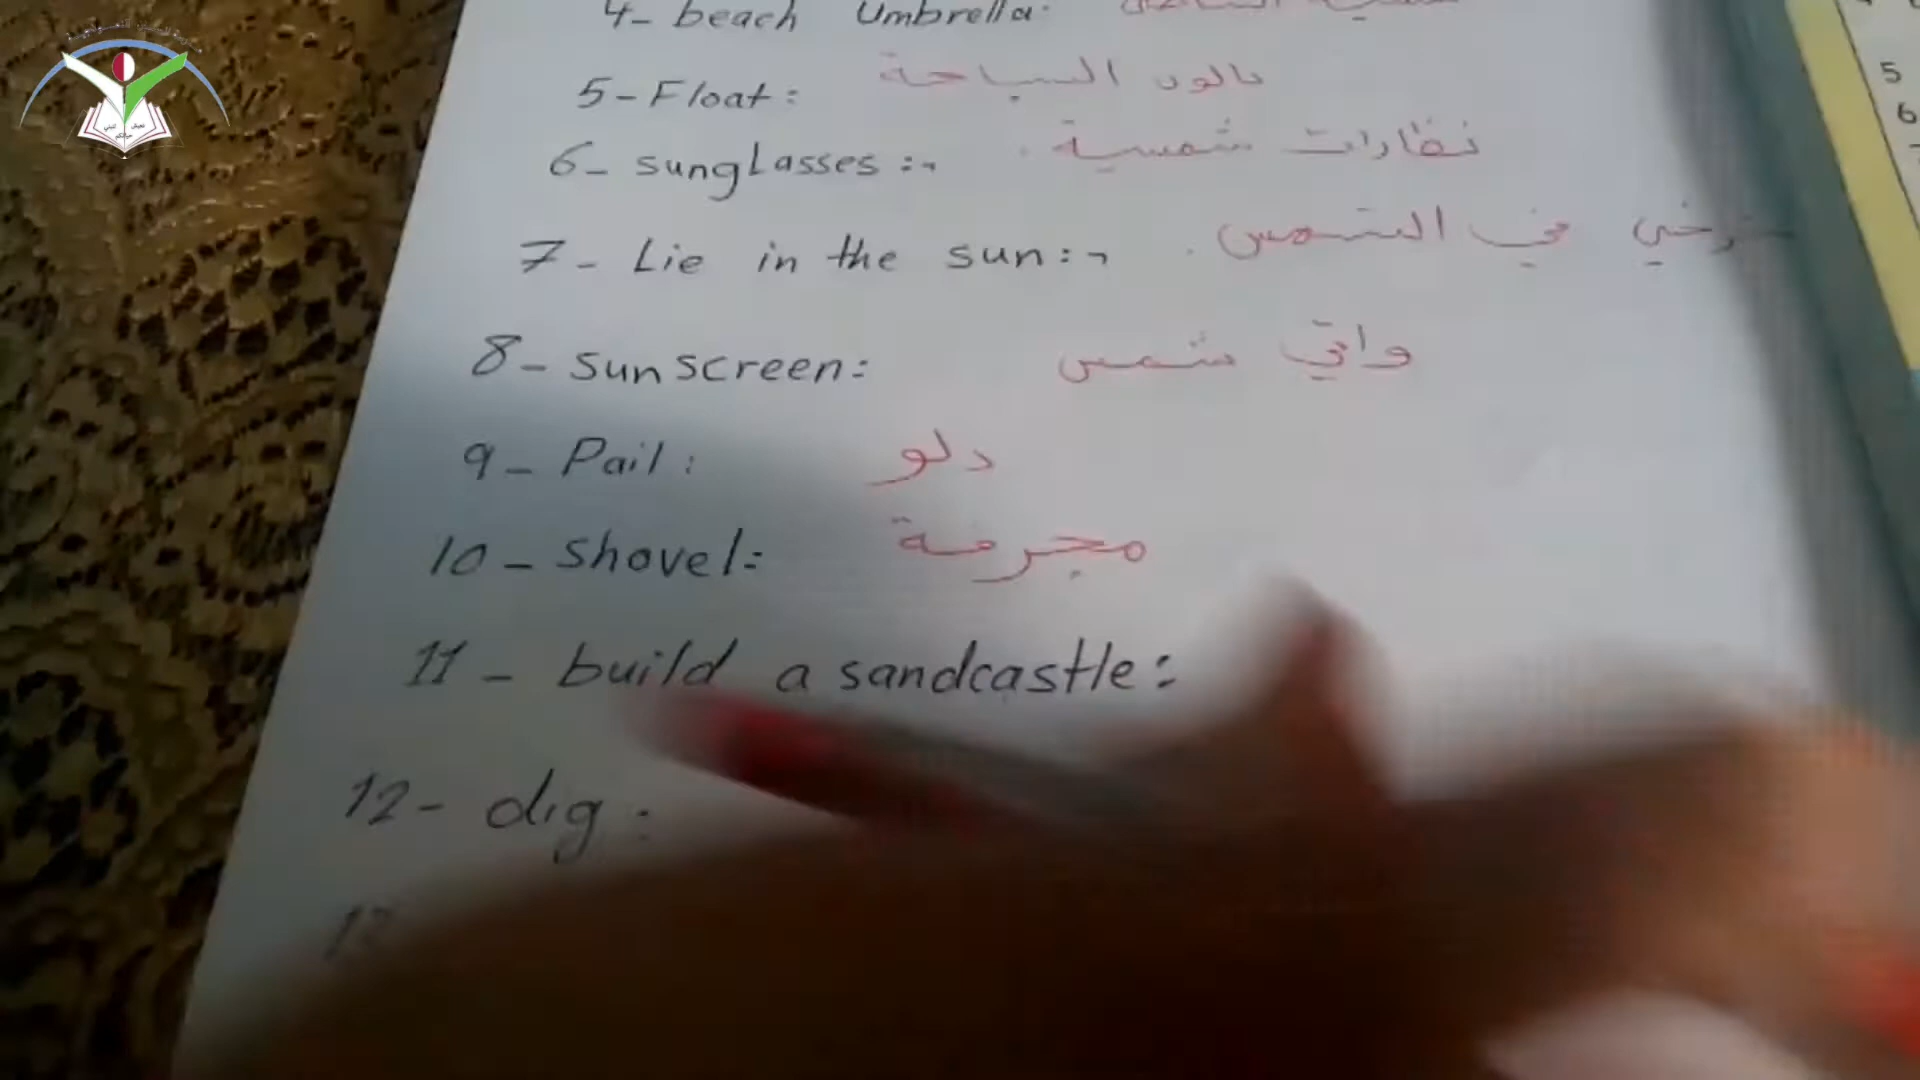 4- beach Umbrella:
5-Float: بالون السباحة
6- sunglasses:- نظارات شمسية.
7- Lie in the sun:- في الشمس.
8- sunscreen: واقي شمس
9- Pail: دلو
10- shovel: مجرفة
11- build a sandcastle:
12- dig:
5
6